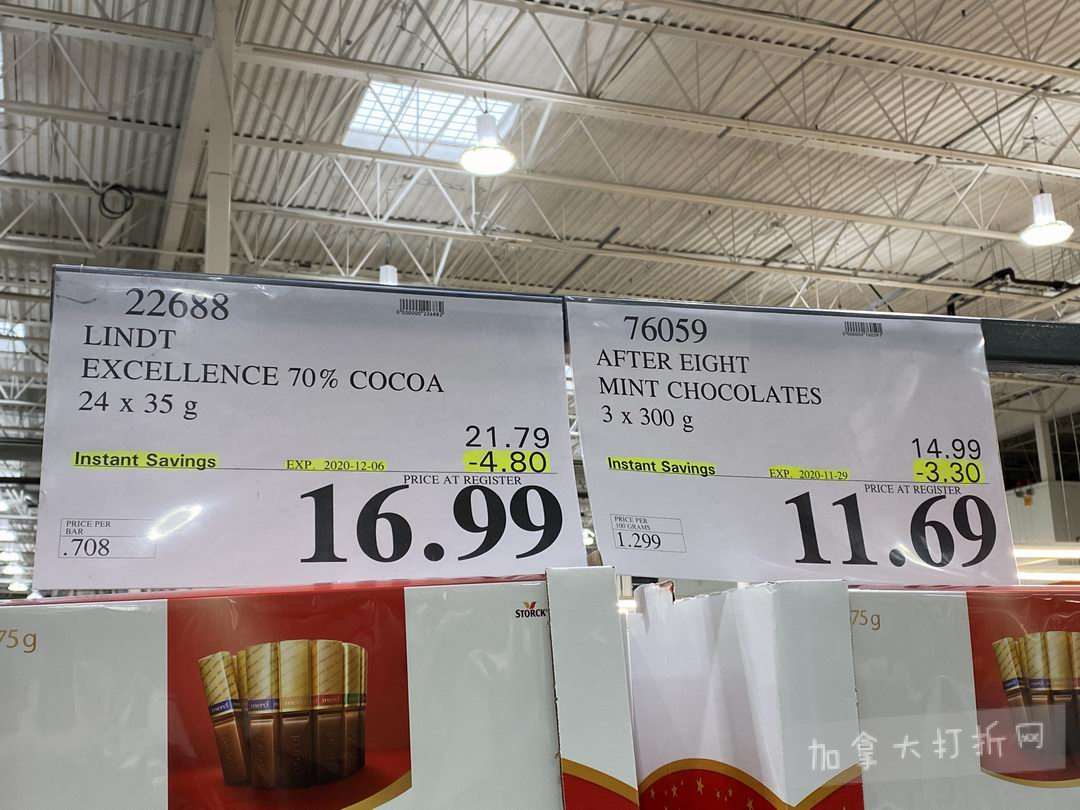 22688
LINDT
EXCELLENCE 70% COCOA
24 x 35 g
21.79
Instant Savings EXP. 2020-12-06 -4.80
PRICE AT REGISTER
PRICE PER
BAR
.708
16.99
76059
AFTER EIGHT
MINT CHOCOLATES
3 x 300 g
14.99
Instant Savings EXP. 2020-11-29 -3.30
PRICE AT REGISTER
PRICE PER
100 GRAMS
1.299
11.69
75g
STORCK
merci
75g
加拿大打折网